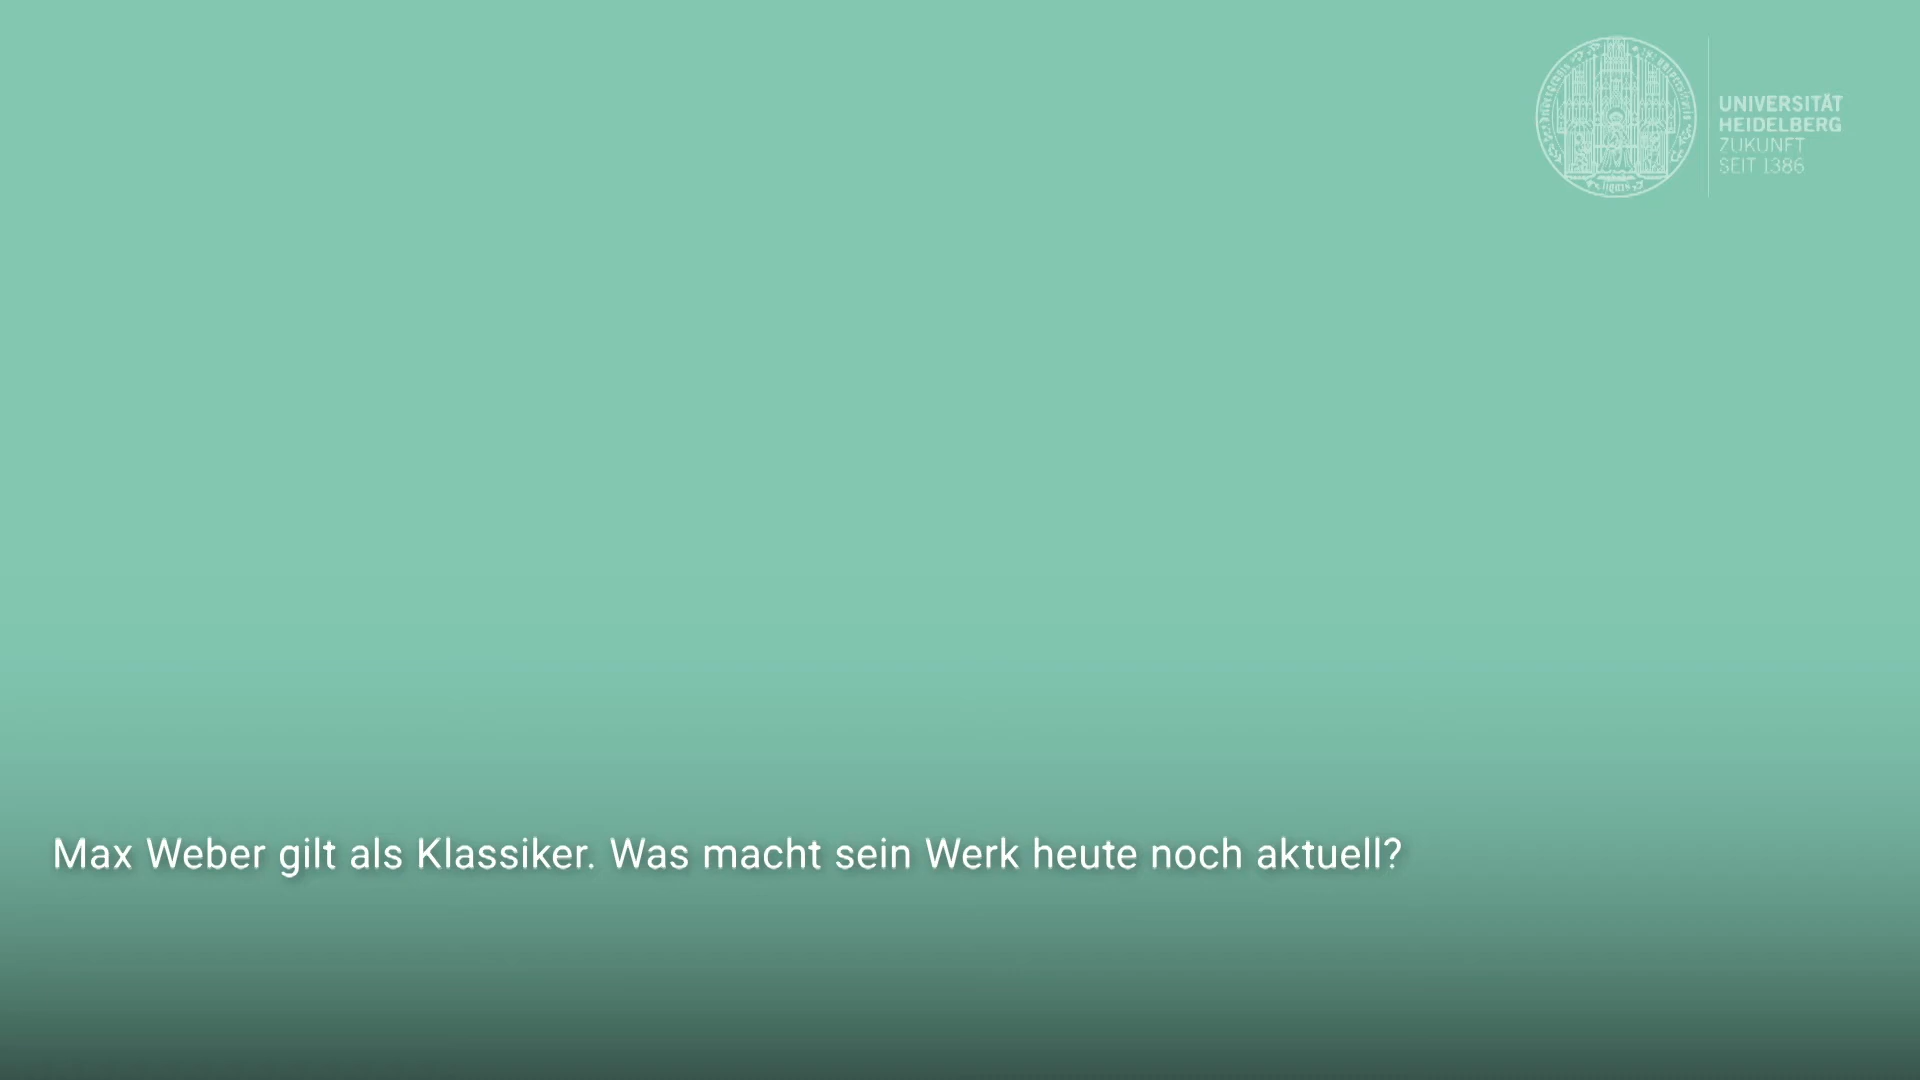 UNIVERSITÄT
HEIDELBERG
ZUKUNFT
SEIT 1386
Max Weber gilt als Klassiker. Was macht sein Werk heute noch aktuell?